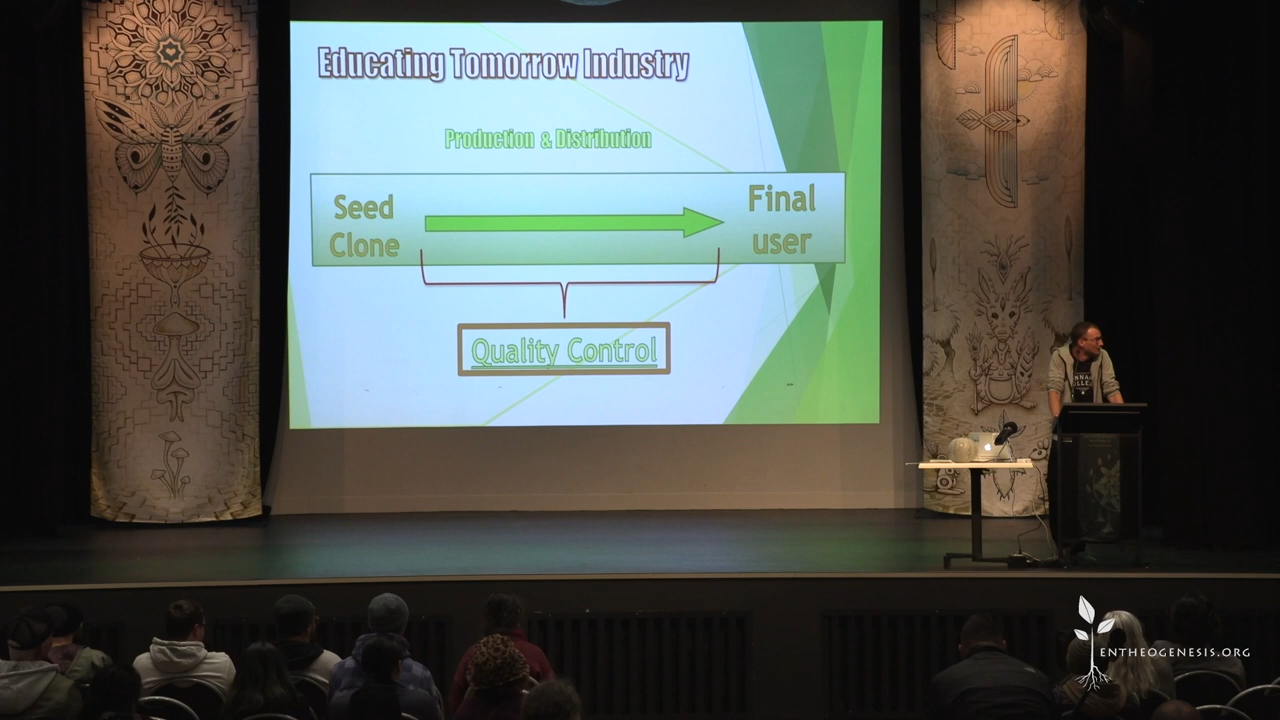 Educating Tomorrow Industry
Production & Distribution
Seed
Clone
Final
user
Quality Control
ENTHEOGENESIS.ORG